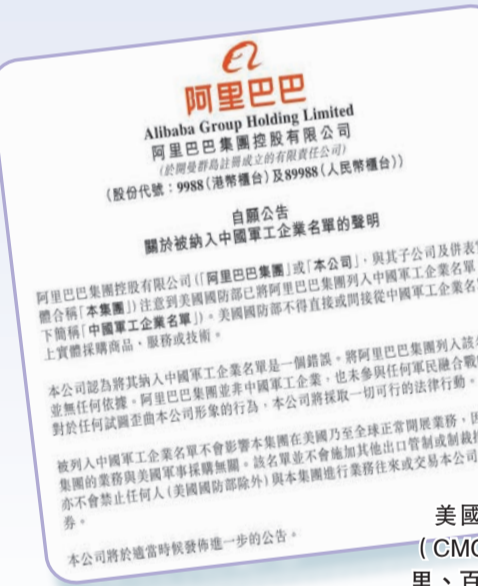 阿里巴巴
Alibaba Group Holding Limited
阿里巴巴集團控股有限公司
(於開曼群島註冊成立的有限責任公司)
(股份代號：9988(港幣櫃台)及89988(人民幣櫃台))
自願公告
關於被納入中國軍工企業名單的聲明
阿里巴巴集團控股有限公司(「阿里巴巴集團」或「本公司」，與其子公司及併表實
體合稱「本集團」)注意到美國國防部已將阿里巴巴集團列入中國軍工企業名單
下簡稱「中國軍工企業名單」)。美國國防部不得直接或間接從中國軍工企業名
上實體採購商品、服務或技術。
本公司認為將其納入中國軍工企業名單是一個錯誤。將阿里巴巴集團列入該名
並無任何依據。阿里巴巴集團並非中國軍工企業，也未參與任何軍民融合戰
對於任何試圖歪曲本公司形象的行為，本公司將採取一切可行的法律行動。
被列入中國軍工企業名單不會影響本集團在美國乃至全球正常開展業務，因
集團的業務與美國軍事採購無關。該名單並不會施加其他出口管制或制裁措
亦不會禁止任何人(美國國防部除外)與本集團進行業務往來或交易本公司
券。
本公司將於適當時候發佈進一步的公告。
美國
(CMC
里、百